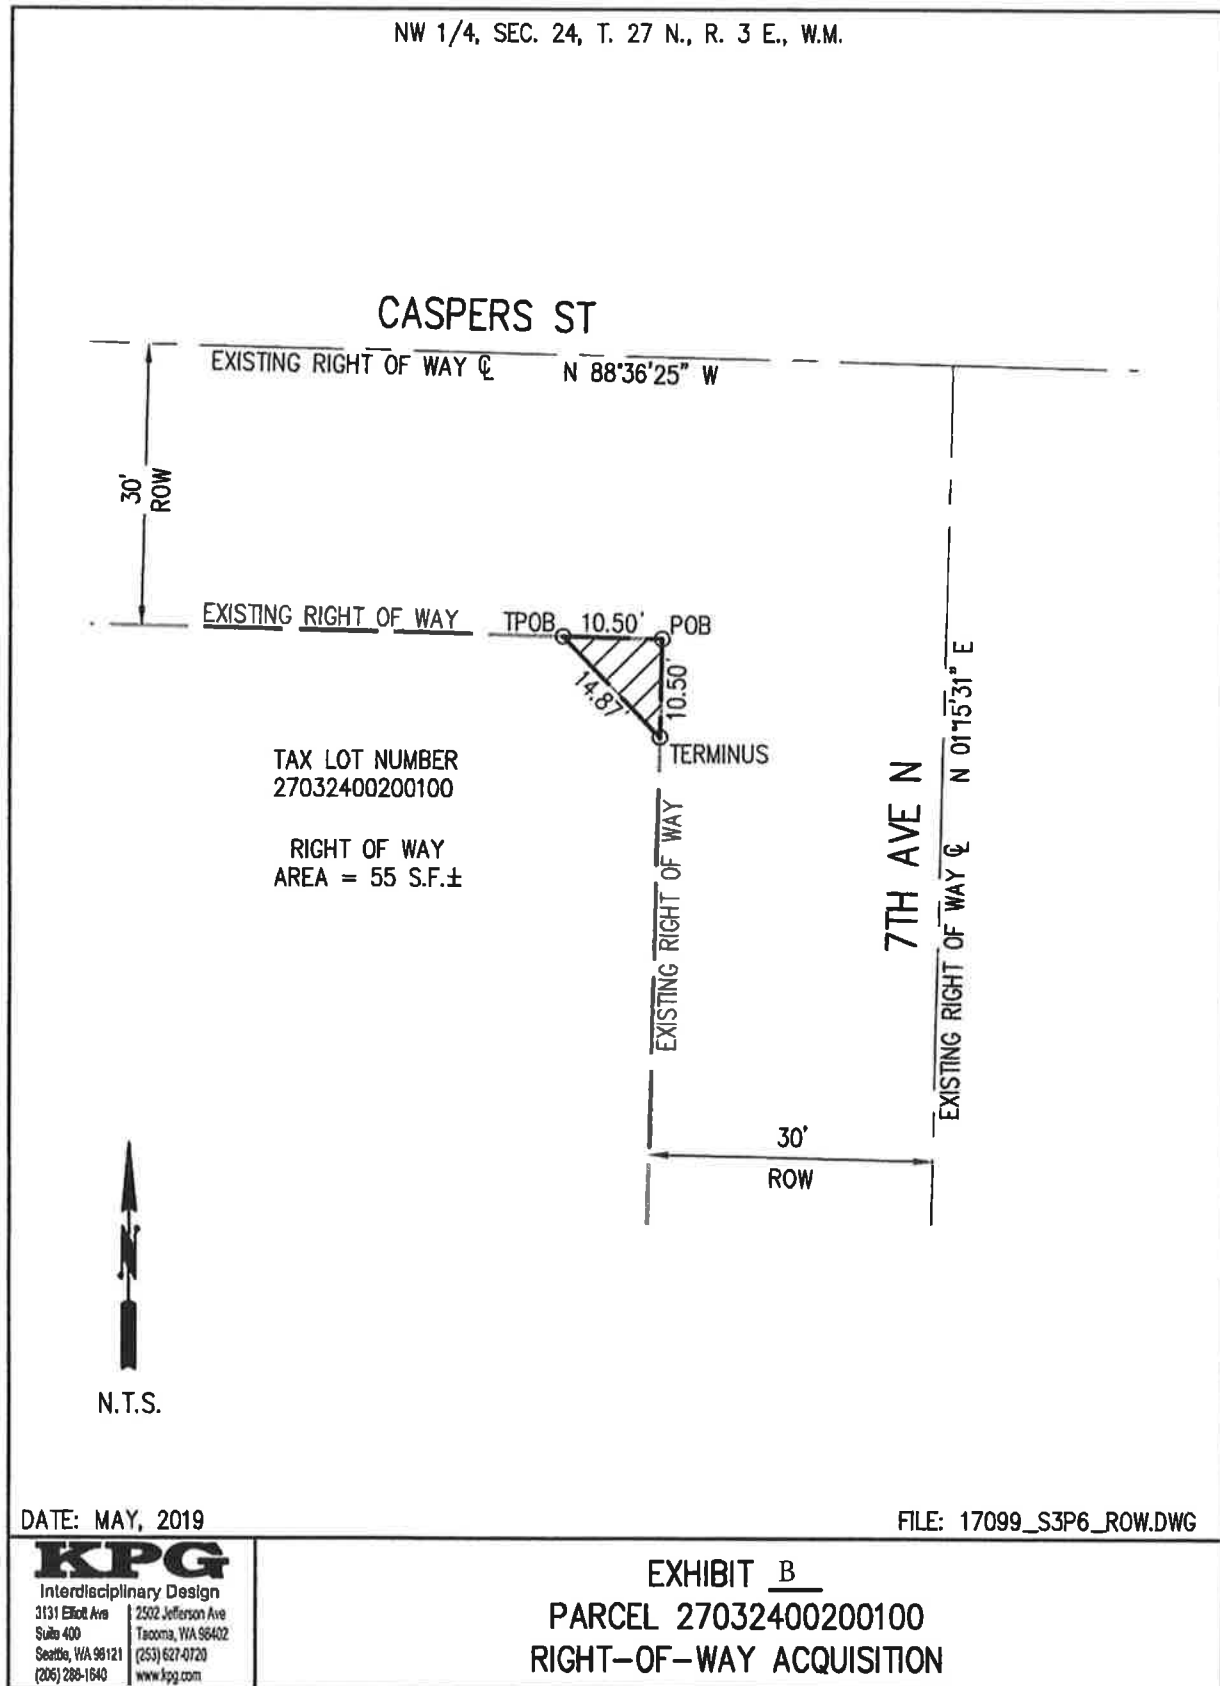 NW 1/4, SEC. 24, T. 27 N., R. 3 E., W.M.
CASPERS ST
EXISTING RIGHT OF WAY ℄ N 88°36'25" W
30'
ROW
EXISTING RIGHT OF WAY
TPOB 10.50' POB
10.50'
14.87'
TERMINUS
TAX LOT NUMBER
27032400200100
RIGHT OF WAY
AREA = 55 S.F.±
EXISTING RIGHT OF WAY
7TH AVE N
EXISTING RIGHT OF WAY ℄ N 01°15'31" E
30'
ROW
N
N.T.S.
DATE: MAY, 2019
FILE: 17099_S3P6_ROW.DWG
KPG
Interdisciplinary Design
3131 Elliott Ave
Suite 400
Seattle, WA 98121
(206) 286-1640
2502 Jefferson Ave
Tacoma, WA 98402
(253) 627-0720
www.kpg.com
EXHIBIT B
PARCEL 27032400200100
RIGHT-OF-WAY ACQUISITION